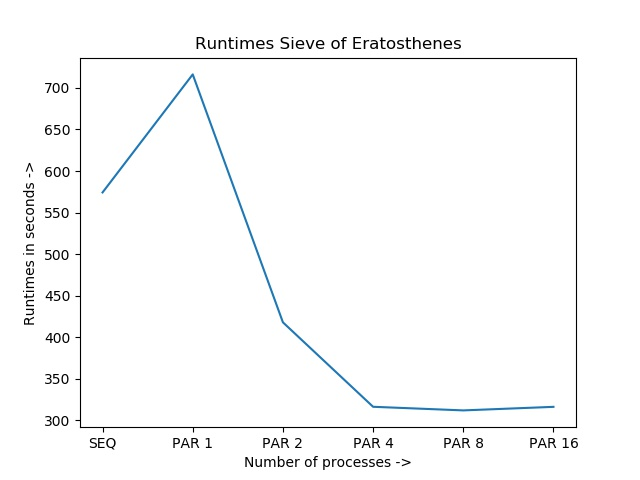 Runtimes Sieve of Eratosthenes
Runtimes in seconds ->
700
650
600
550
500
450
400
350
300
SEQ PAR 1 PAR 2 PAR 4 PAR 8 PAR 16
Number of processes ->